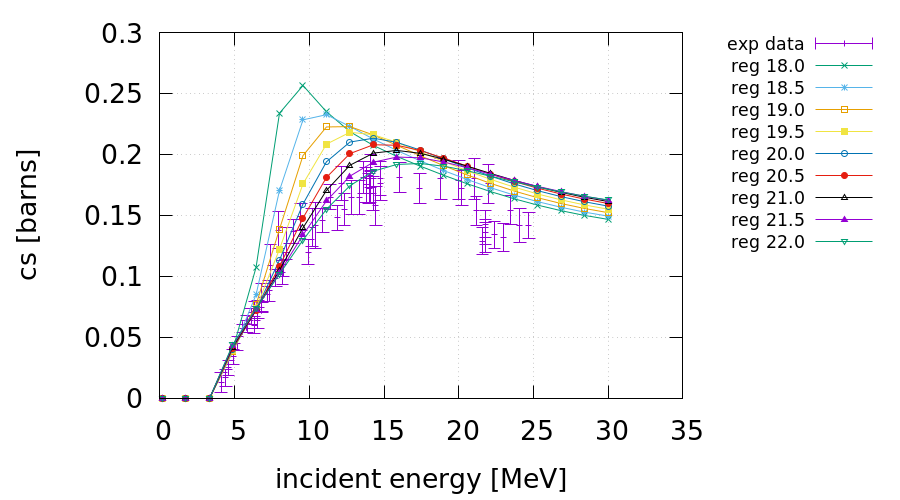 0.3
0.25
0.2
0.15
0.1
0.05
0
cs [barns]
0 5 10 15 20 25 30 35
incident energy [MeV]
exp data
reg 18.0
reg 18.5
reg 19.0
reg 19.5
reg 20.0
reg 20.5
reg 21.0
reg 21.5
reg 22.0